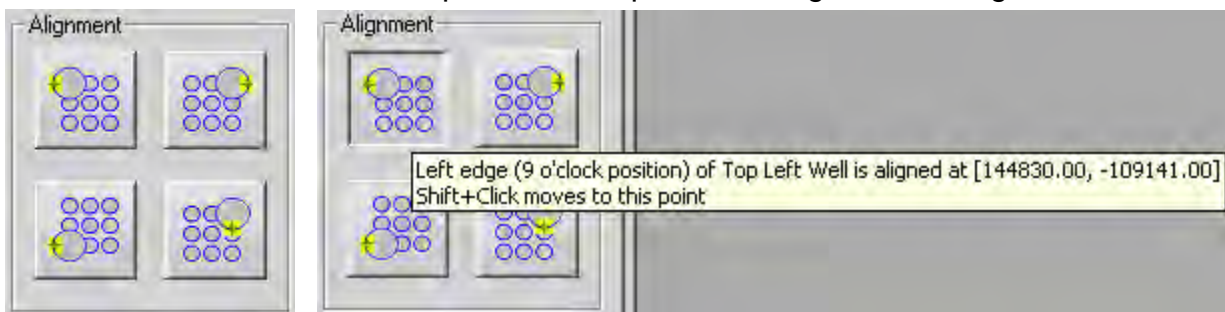 Alignment
Alignment
Left edge (9 o'clock position) of Top Left Well is aligned at [144830.00, -109141.00]
Shift+Click moves to this point